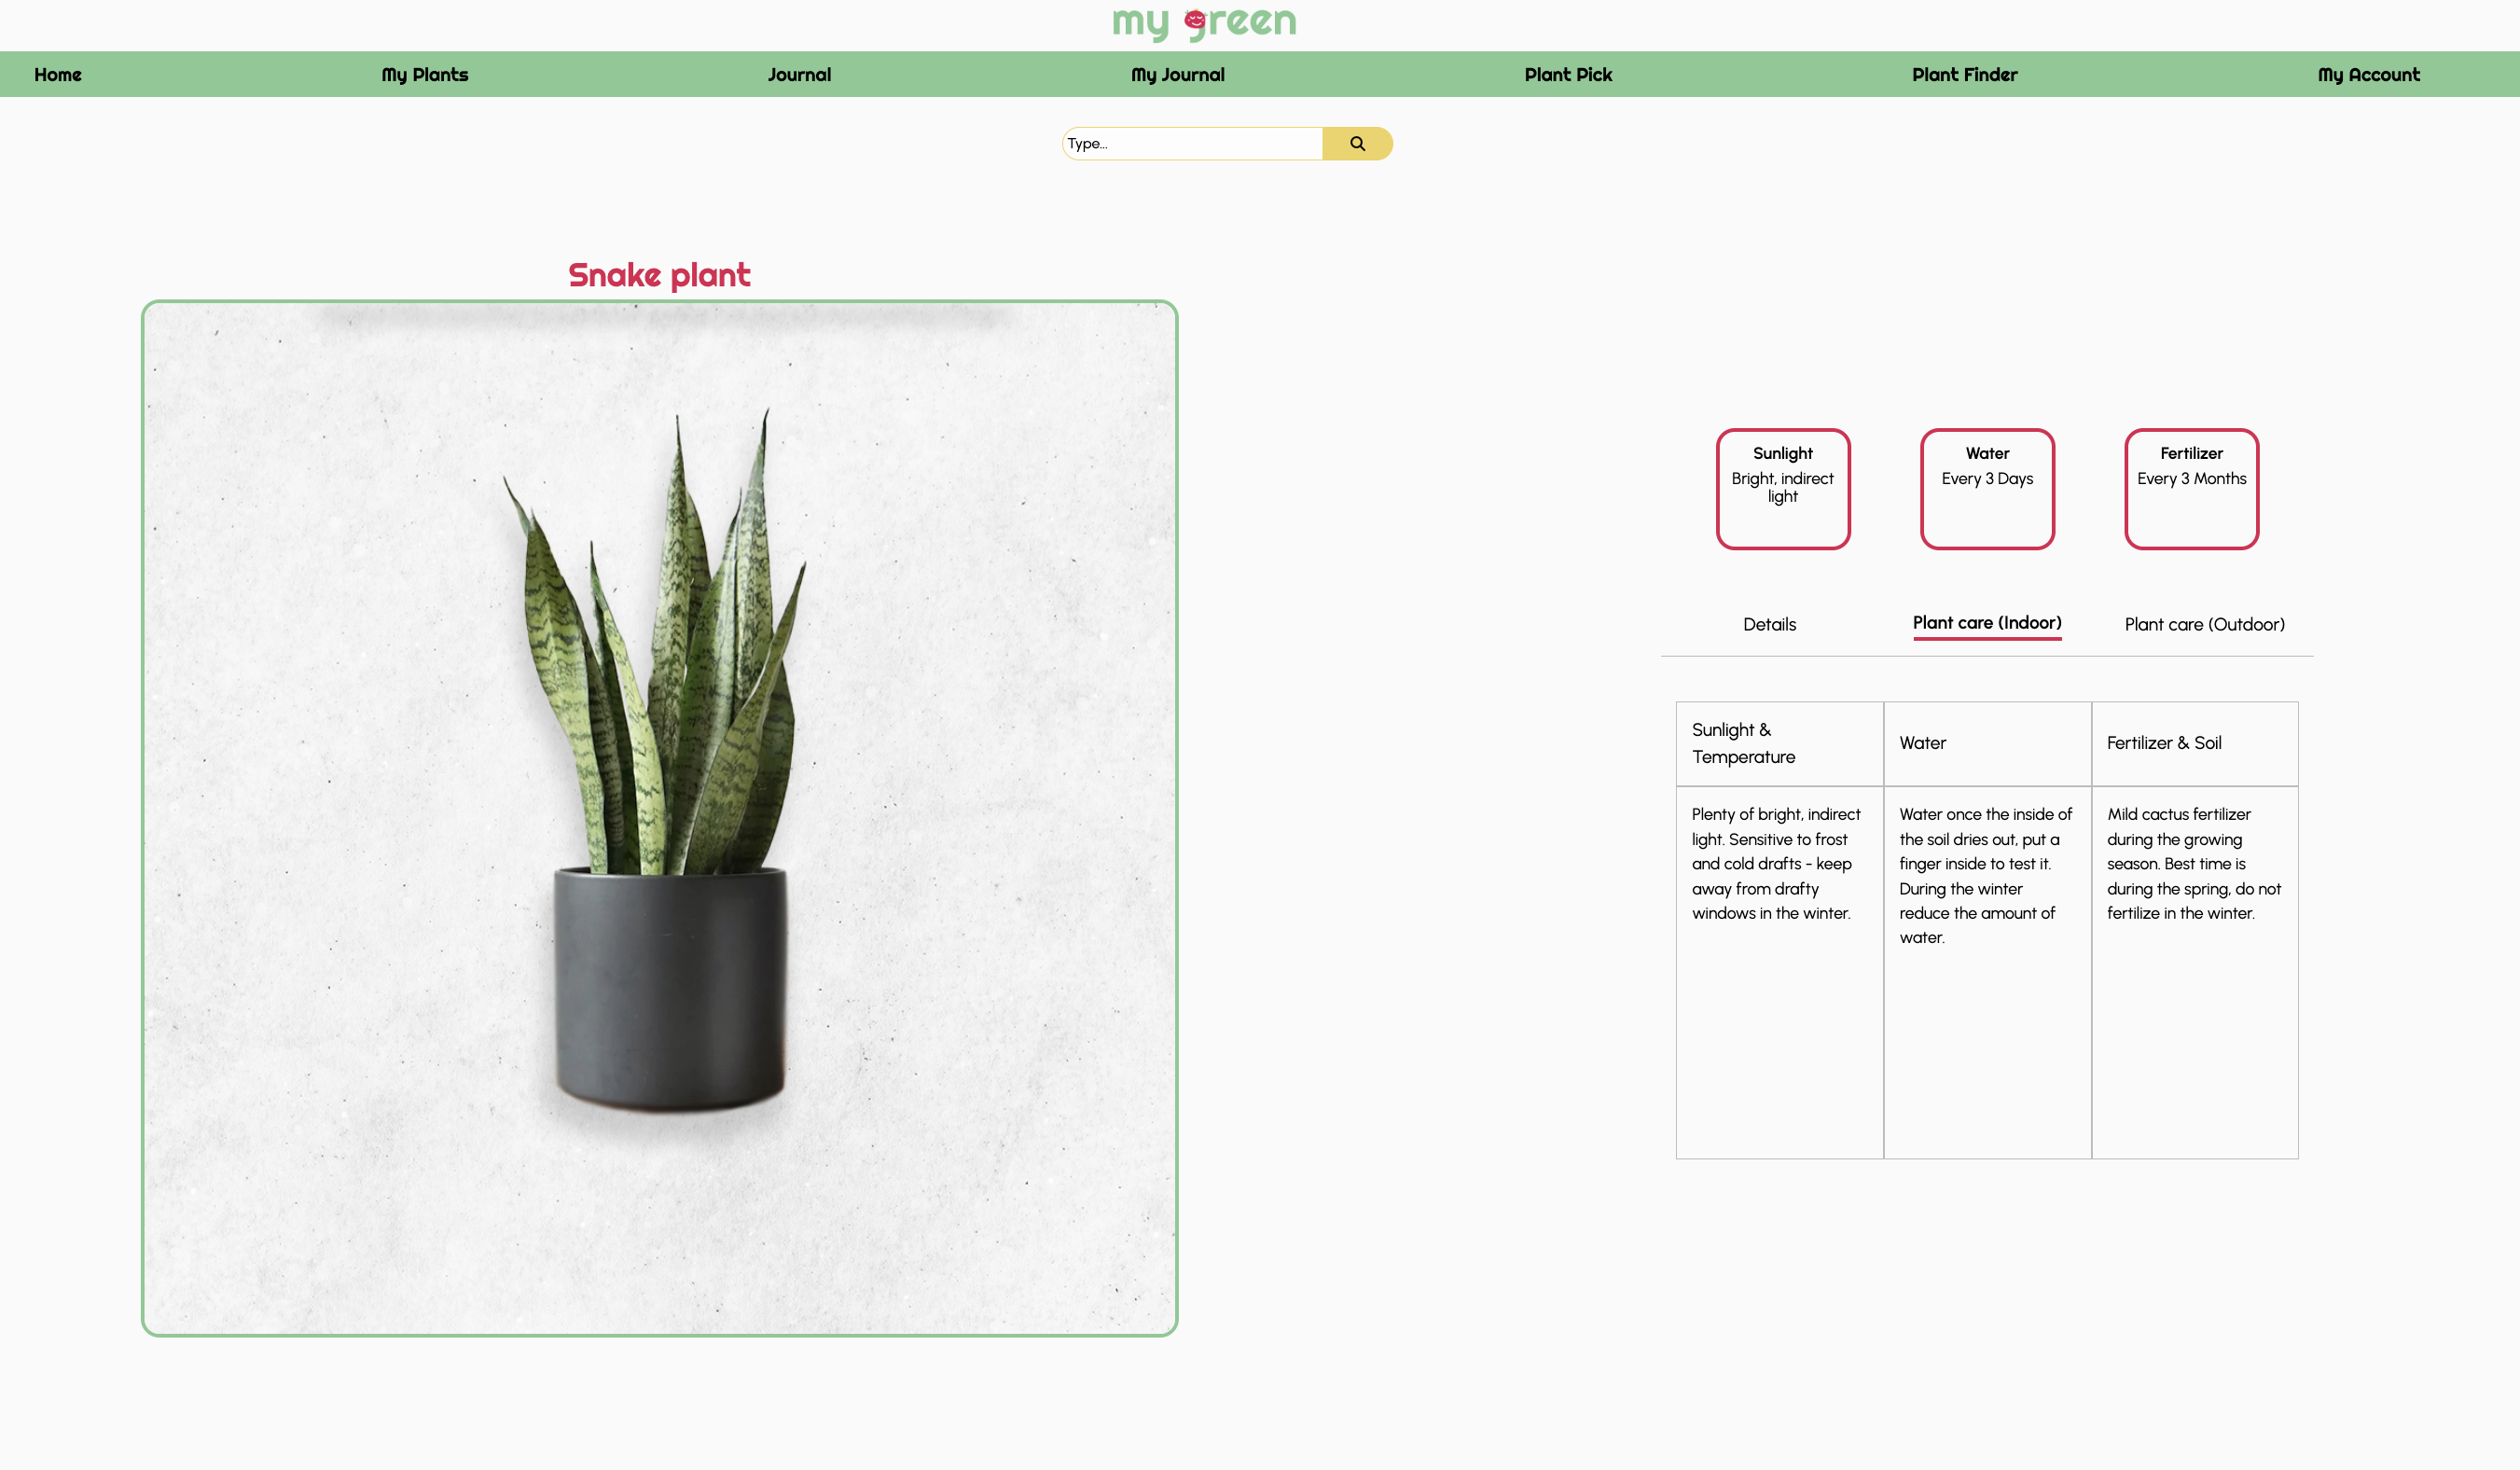 my green
Home My Plants Journal My Journal Plant Pick Plant Finder My Account
Type...
Snake plant
Sunlight
Bright, indirect
light
Water
Every 3 Days
Fertilizer
Every 3 Months
Details Plant care (Indoor) Plant care (Outdoor)
Sunlight &
Temperature
Water
Fertilizer & Soil
Plenty of bright, indirect
light. Sensitive to frost
and cold drafts - keep
away from drafty
windows in the winter.
Water once the inside of
the soil dries out, put a
finger inside to test it.
During the winter
reduce the amount of
water.
Mild cactus fertilizer
during the growing
season. Best time is
during the spring, do not
fertilize in the winter.